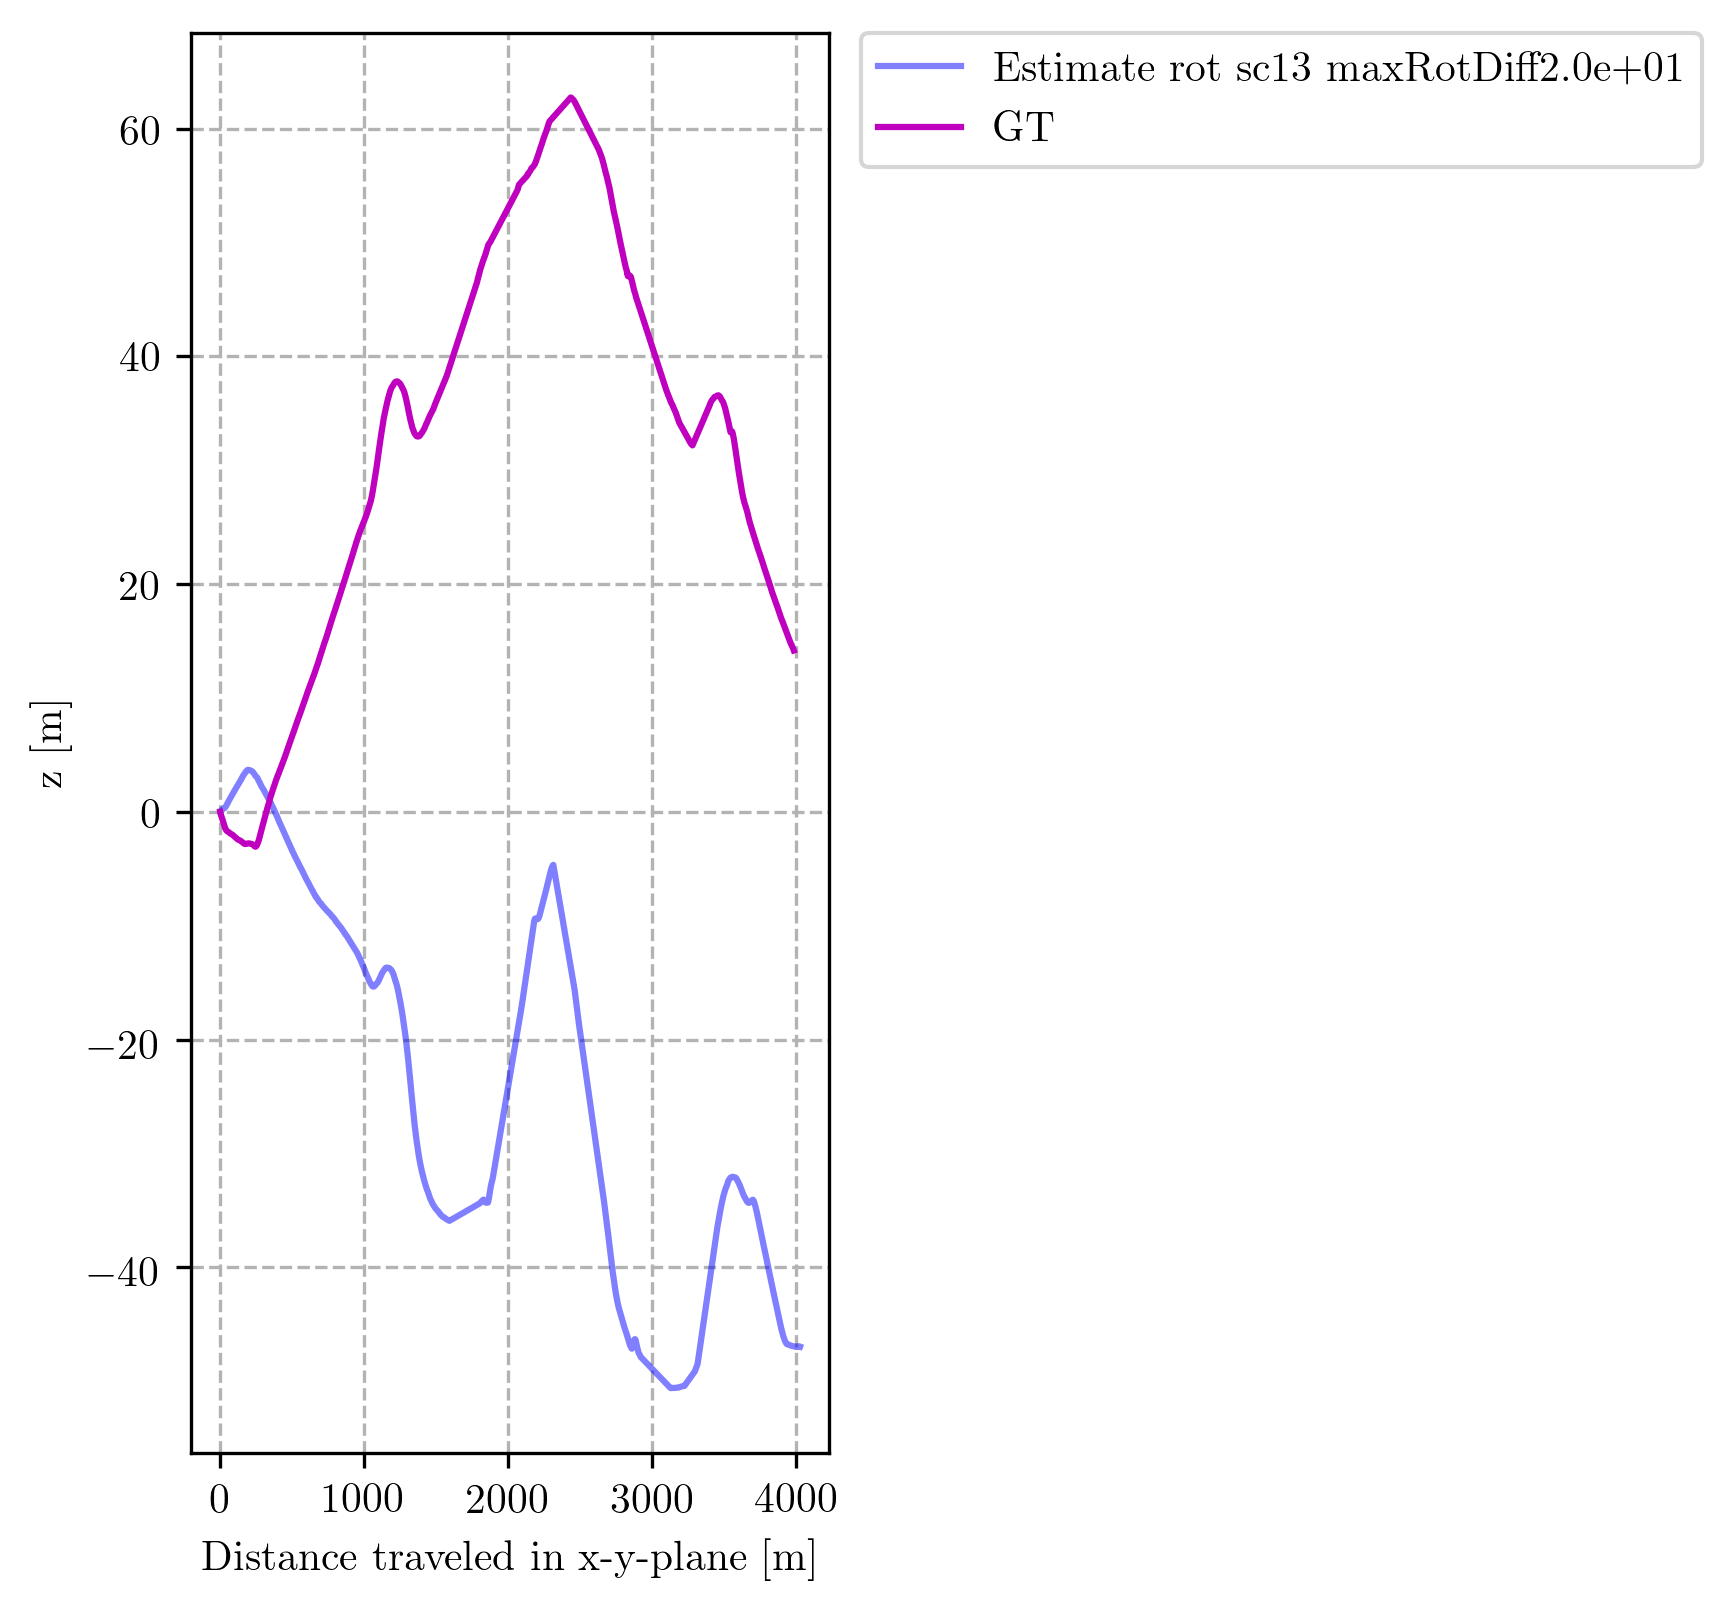 Estimate rot sc13 maxRotDiff2.0e+01
GT
60
40
20
0
−20
−40
z [m]
0 1000 2000 3000 4000
Distance traveled in x-y-plane [m]